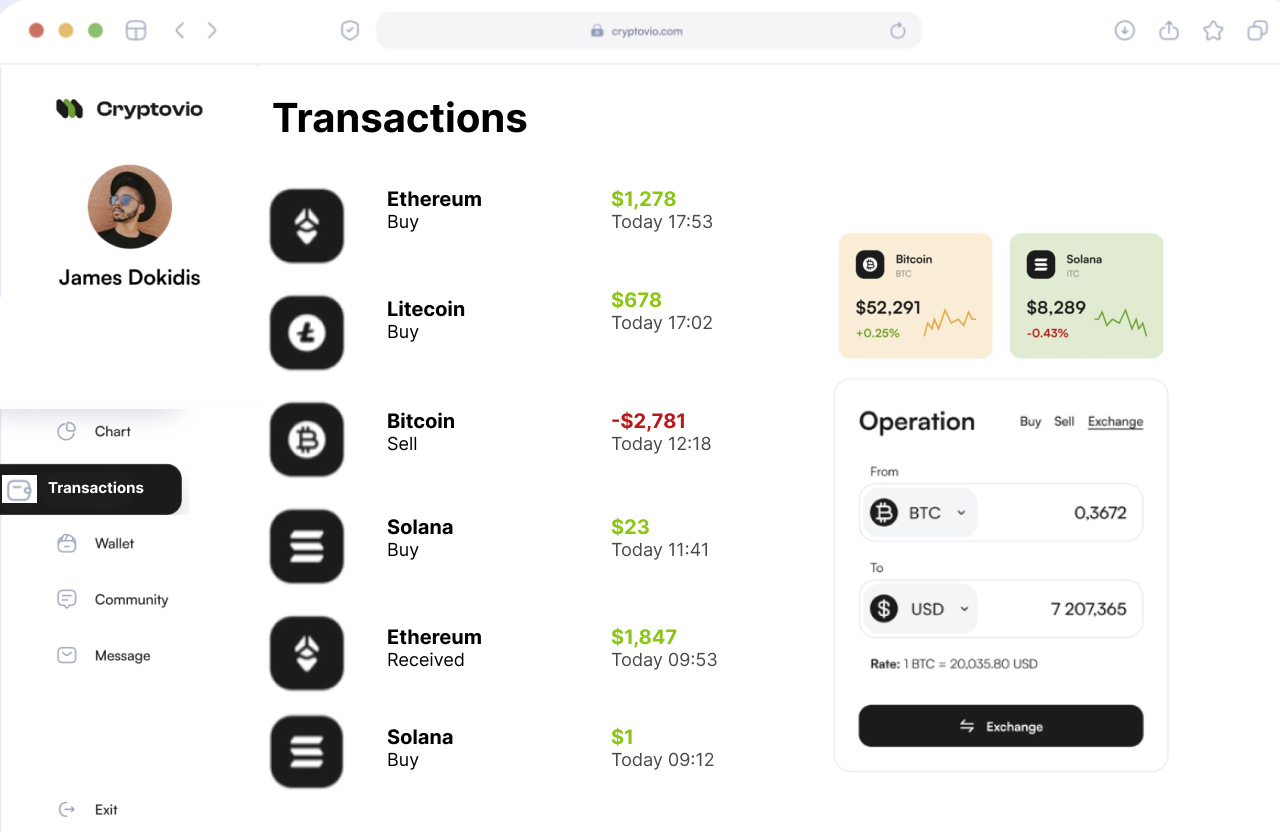 cryptovio.com
Cryptovio
James Dokidis
Chart
Transactions
Wallet
Community
Message
Exit
Transactions
Ethereum
Buy
$1,278
Today 17:53
Litecoin
Buy
$678
Today 17:02
Bitcoin
Sell
-$2,781
Today 12:18
Solana
Buy
$23
Today 11:41
Ethereum
Received
$1,847
Today 09:53
Solana
Buy
$1
Today 09:12
Bitcoin
BTC
$52,291
+0.25%
Solana
ITC
$8,289
-0.43%
Operation
Buy Sell Exchange
From
BTC 0,3672
To
$ USD 7 207,365
Rate: 1 BTC = 20,035.80 USD
Exchange